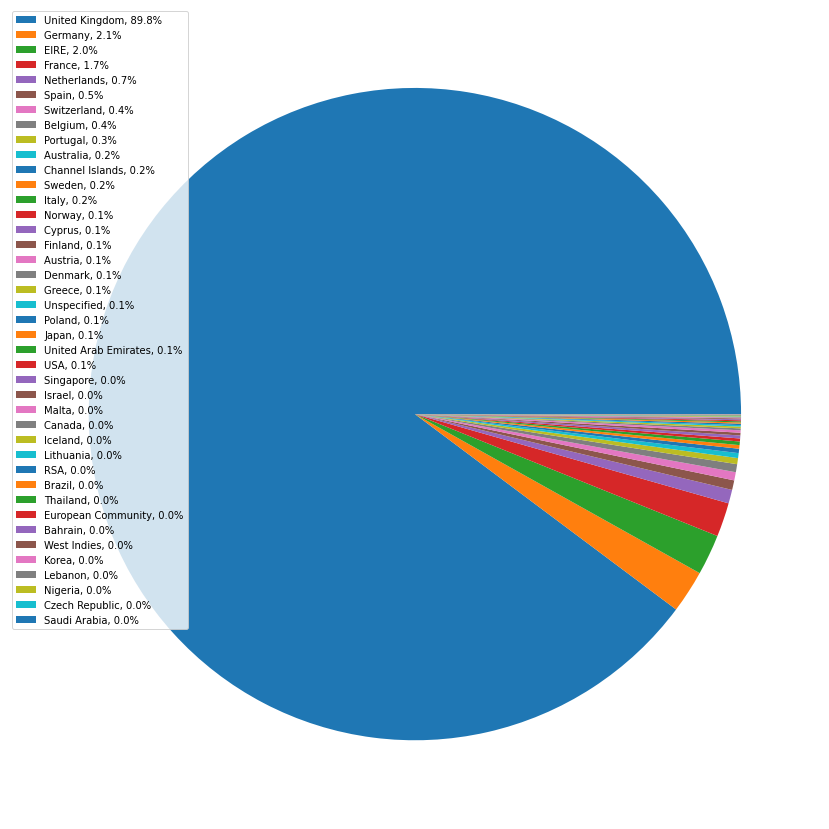 United Kingdom, 89.8%
Germany, 2.1%
EIRE, 2.0%
France, 1.7%
Netherlands, 0.7%
Spain, 0.5%
Switzerland, 0.4%
Belgium, 0.4%
Portugal, 0.3%
Australia, 0.2%
Channel Islands, 0.2%
Sweden, 0.2%
Italy, 0.2%
Norway, 0.1%
Cyprus, 0.1%
Finland, 0.1%
Austria, 0.1%
Denmark, 0.1%
Greece, 0.1%
Unspecified, 0.1%
Poland, 0.1%
Japan, 0.1%
United Arab Emirates, 0.1%
USA, 0.1%
Singapore, 0.0%
Israel, 0.0%
Malta, 0.0%
Canada, 0.0%
Iceland, 0.0%
Lithuania, 0.0%
RSA, 0.0%
Brazil, 0.0%
Thailand, 0.0%
European Community, 0.0%
Bahrain, 0.0%
West Indies, 0.0%
Korea, 0.0%
Lebanon, 0.0%
Nigeria, 0.0%
Czech Republic, 0.0%
Saudi Arabia, 0.0%